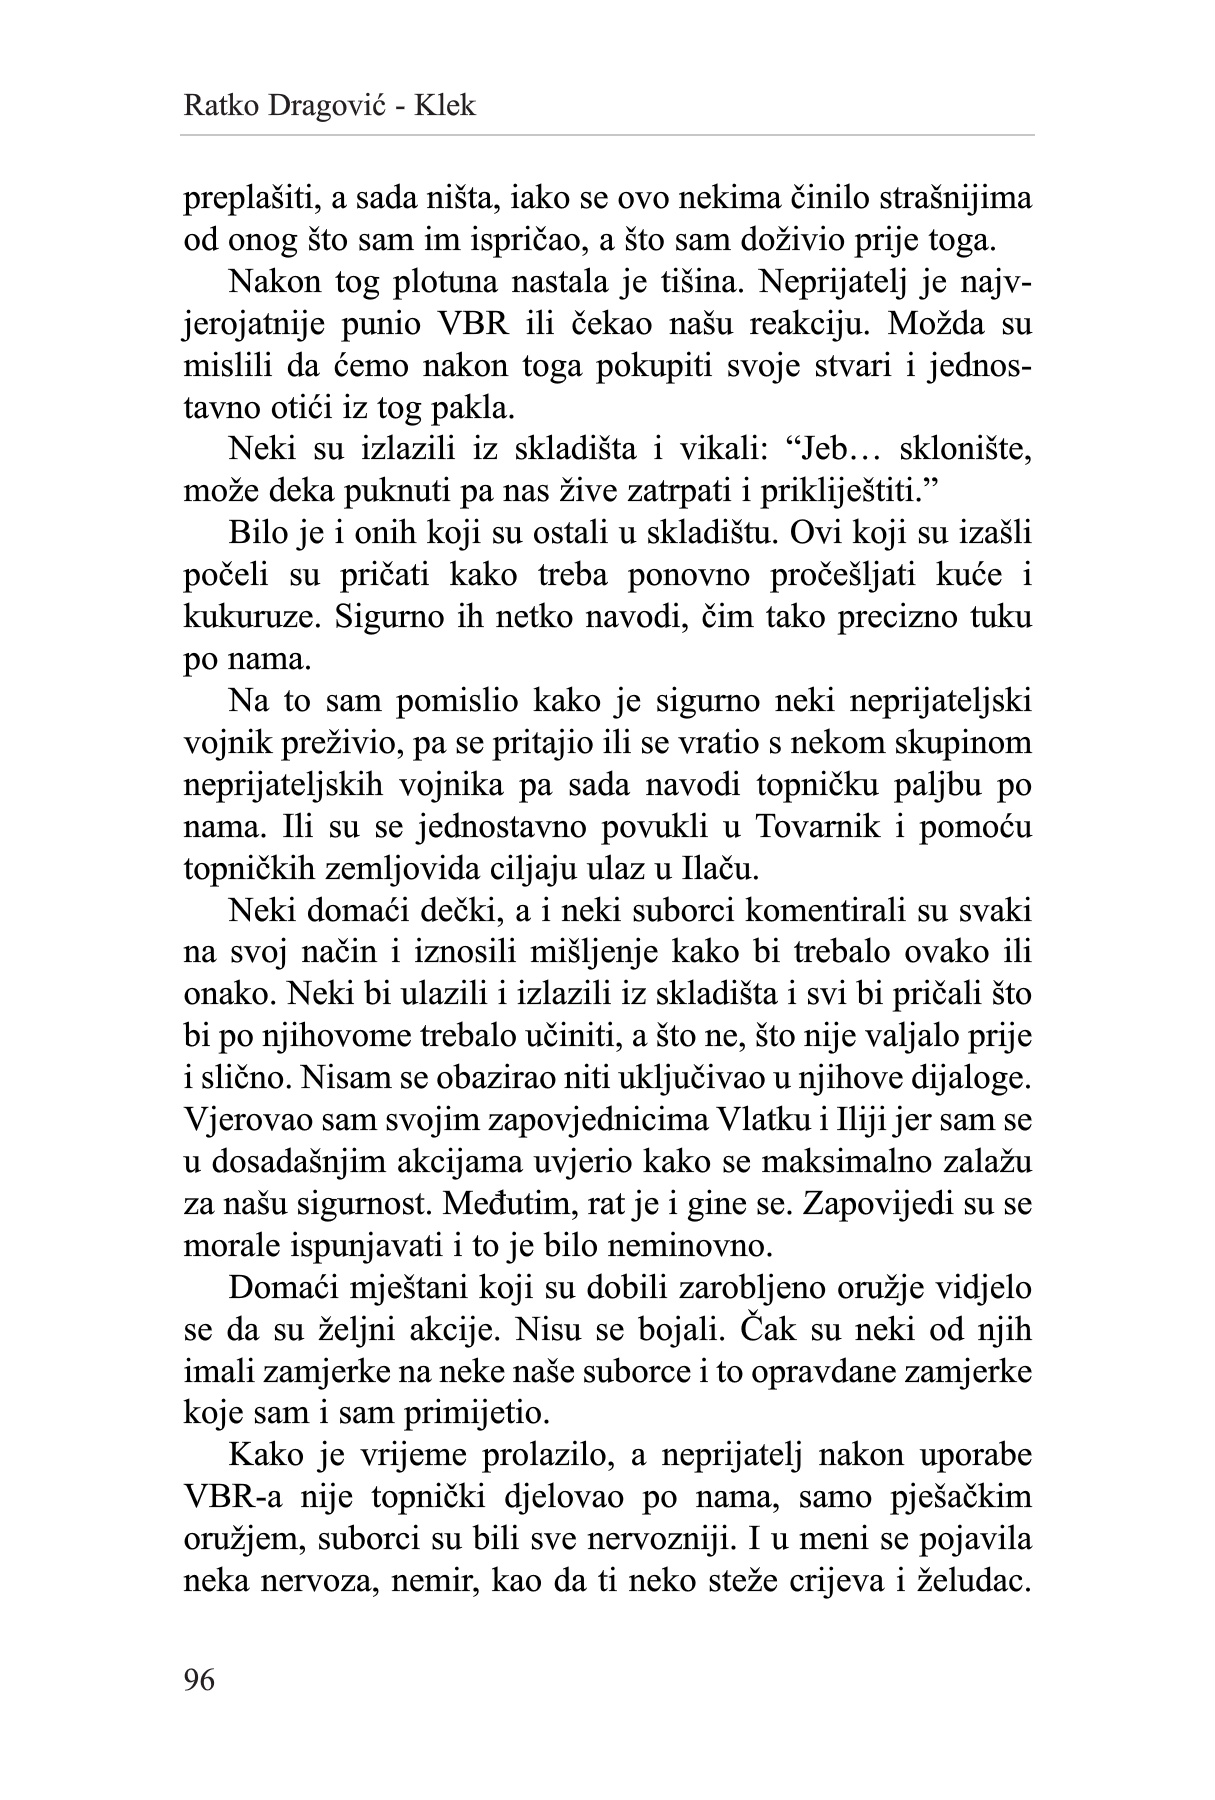 Ratko Dragović - Klek
preplašiti, a sada ništa, iako se ovo nekima činilo strašnijima
od onog što sam im ispričao, a što sam doživio prije toga.
Nakon tog plotuna nastala je tišina. Neprijatelj je najv-
jerojatnije punio VBR ili čekao našu reakciju. Možda su
mislili da ćemo nakon toga pokupiti svoje stvari i jednos-
tavno otići iz tog pakla.
Neki su izlazili iz skladišta i vikali: “Jeb… sklonište,
može deka puknuti pa nas žive zatrpati i prikliještiti.”
Bilo je i onih koji su ostali u skladištu. Ovi koji su izašli
počeli su pričati kako treba ponovno pročešljati kuće i
kukuruze. Sigurno ih netko navodi, čim tako precizno tuku
po nama.
Na to sam pomislio kako je sigurno neki neprijateljski
vojnik preživio, pa se pritajio ili se vratio s nekom skupinom
neprijateljskih vojnika pa sada navodi topničku paljbu po
nama. Ili su se jednostavno povukli u Tovarnik i pomoću
topničkih zemljovida ciljaju ulaz u Ilaču.
Neki domaći dečki, a i neki suborci komentirali su svaki
na svoj način i iznosili mišljenje kako bi trebalo ovako ili
onako. Neki bi ulazili i izlazili iz skladišta i svi bi pričali što
bi po njihovome trebalo učiniti, a što ne, što nije valjalo prije
i slično. Nisam se obazirao niti uključivao u njihove dijaloge.
Vjerovao sam svojim zapovjednicima Vlatku i Iliji jer sam se
u dosadašnjim akcijama uvjerio kako se maksimalno zalažu
za našu sigurnost. Međutim, rat je i gine se. Zapovijedi su se
morale ispunjavati i to je bilo neminovno.
Domaći mještani koji su dobili zarobljeno oružje vidjelo
se da su željni akcije. Nisu se bojali. Čak su neki od njih
imali zamjerke na neke naše suborce i to opravdane zamjerke
koje sam i sam primijetio.
Kako je vrijeme prolazilo, a neprijatelj nakon uporabe
VBR-a nije topnički djelovao po nama, samo pješačkim
oružjem, suborci su bili sve nervozniji. I u meni se pojavila
neka nervoza, nemir, kao da ti neko steže crijeva i želudac.
96